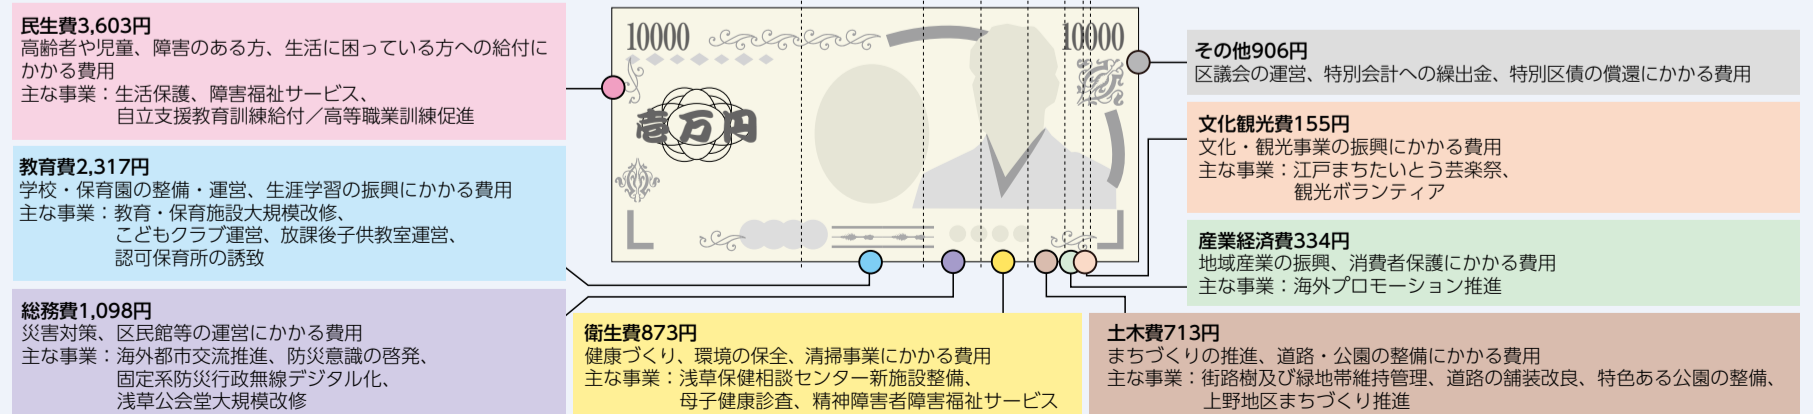 民生費3,603円
高齢者や児童、障害のある方、生活に困っている方への給付に
かかる費用
主な事業：生活保護、障害福祉サービス、
自立支援教育訓練給付／高等職業訓練促進
教育費2,317円
学校・保育園の整備・運営、生涯学習の振興にかかる費用
主な事業：教育・保育施設大規模改修、
こどもクラブ運営、放課後子供教室運営、
認可保育所の誘致
総務費1,098円
災害対策、区民館等の運営にかかる費用
主な事業：海外都市交流推進、防災意識の啓発、
固定系防災行政無線デジタル化、
浅草公会堂大規模改修
10000
10000
壱万円
衛生費873円
健康づくり、環境の保全、清掃事業にかかる費用
主な事業：浅草保健相談センター新施設整備、
母子健康診査、精神障害者障害福祉サービス
その他906円
区議会の運営、特別会計への繰出金、特別区債の償還にかかる費用
文化観光費155円
文化・観光事業の振興にかかる費用
主な事業：江戸まちたいとう芸楽祭、
観光ボランティア
産業経済費334円
地域産業の振興、消費者保護にかかる費用
主な事業：海外プロモーション推進
土木費713円
まちづくりの推進、道路・公園の整備にかかる費用
主な事業：街路樹及び緑地帯維持管理、道路の舗装改良、特色ある公園の整備、
上野地区まちづくり推進